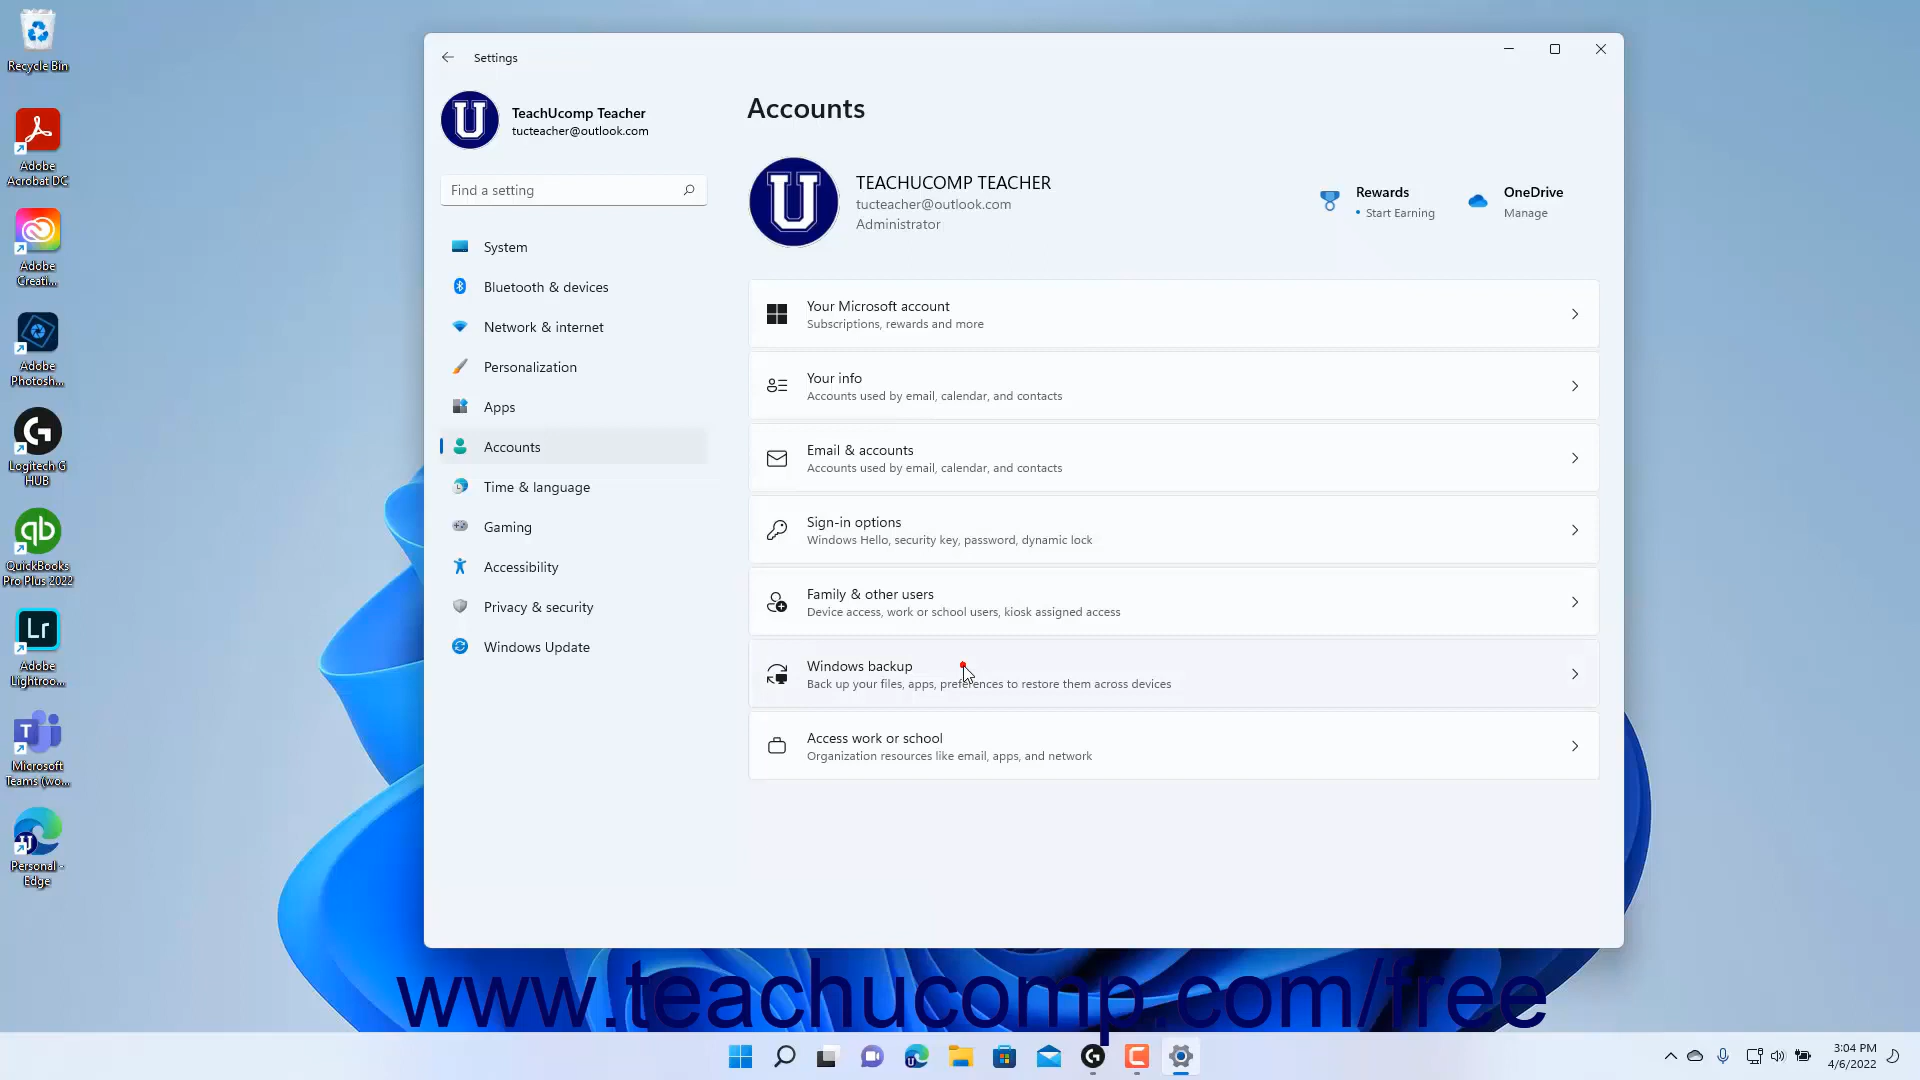 Recycle Bin
Adobe
Acrobat DC
Adobe
Creati...
Adobe
Photosh...
Logitech G
HUB
QuickBooks
Pro Plus 2022
Adobe
Lightroo...
Microsoft
Teams (wo...
Personal -
Edge
Settings
TeachUcomp Teacher
tucteacher@outlook.com
Find a setting
System
Bluetooth & devices
Network & internet
Personalization
Apps
Accounts
Time & language
Gaming
Accessibility
Privacy & security
Windows Update
Accounts
TEACHUCOMP TEACHER
tucteacher@outlook.com
Administrator
Rewards
• Start Earning
OneDrive
Manage
Your Microsoft account
Subscriptions, rewards and more
Your info
Accounts used by email, calendar, and contacts
Email & accounts
Accounts used by email, calendar, and contacts
Sign-in options
Windows Hello, security key, password, dynamic lock
Family & other users
Device access, work or school users, kiosk assigned access
Windows backup
Back up your files, apps, preferences to restore them across devices
Access work or school
Organization resources like email, apps, and network
www.teachucomp.com/free
3:04 PM
4/6/2022